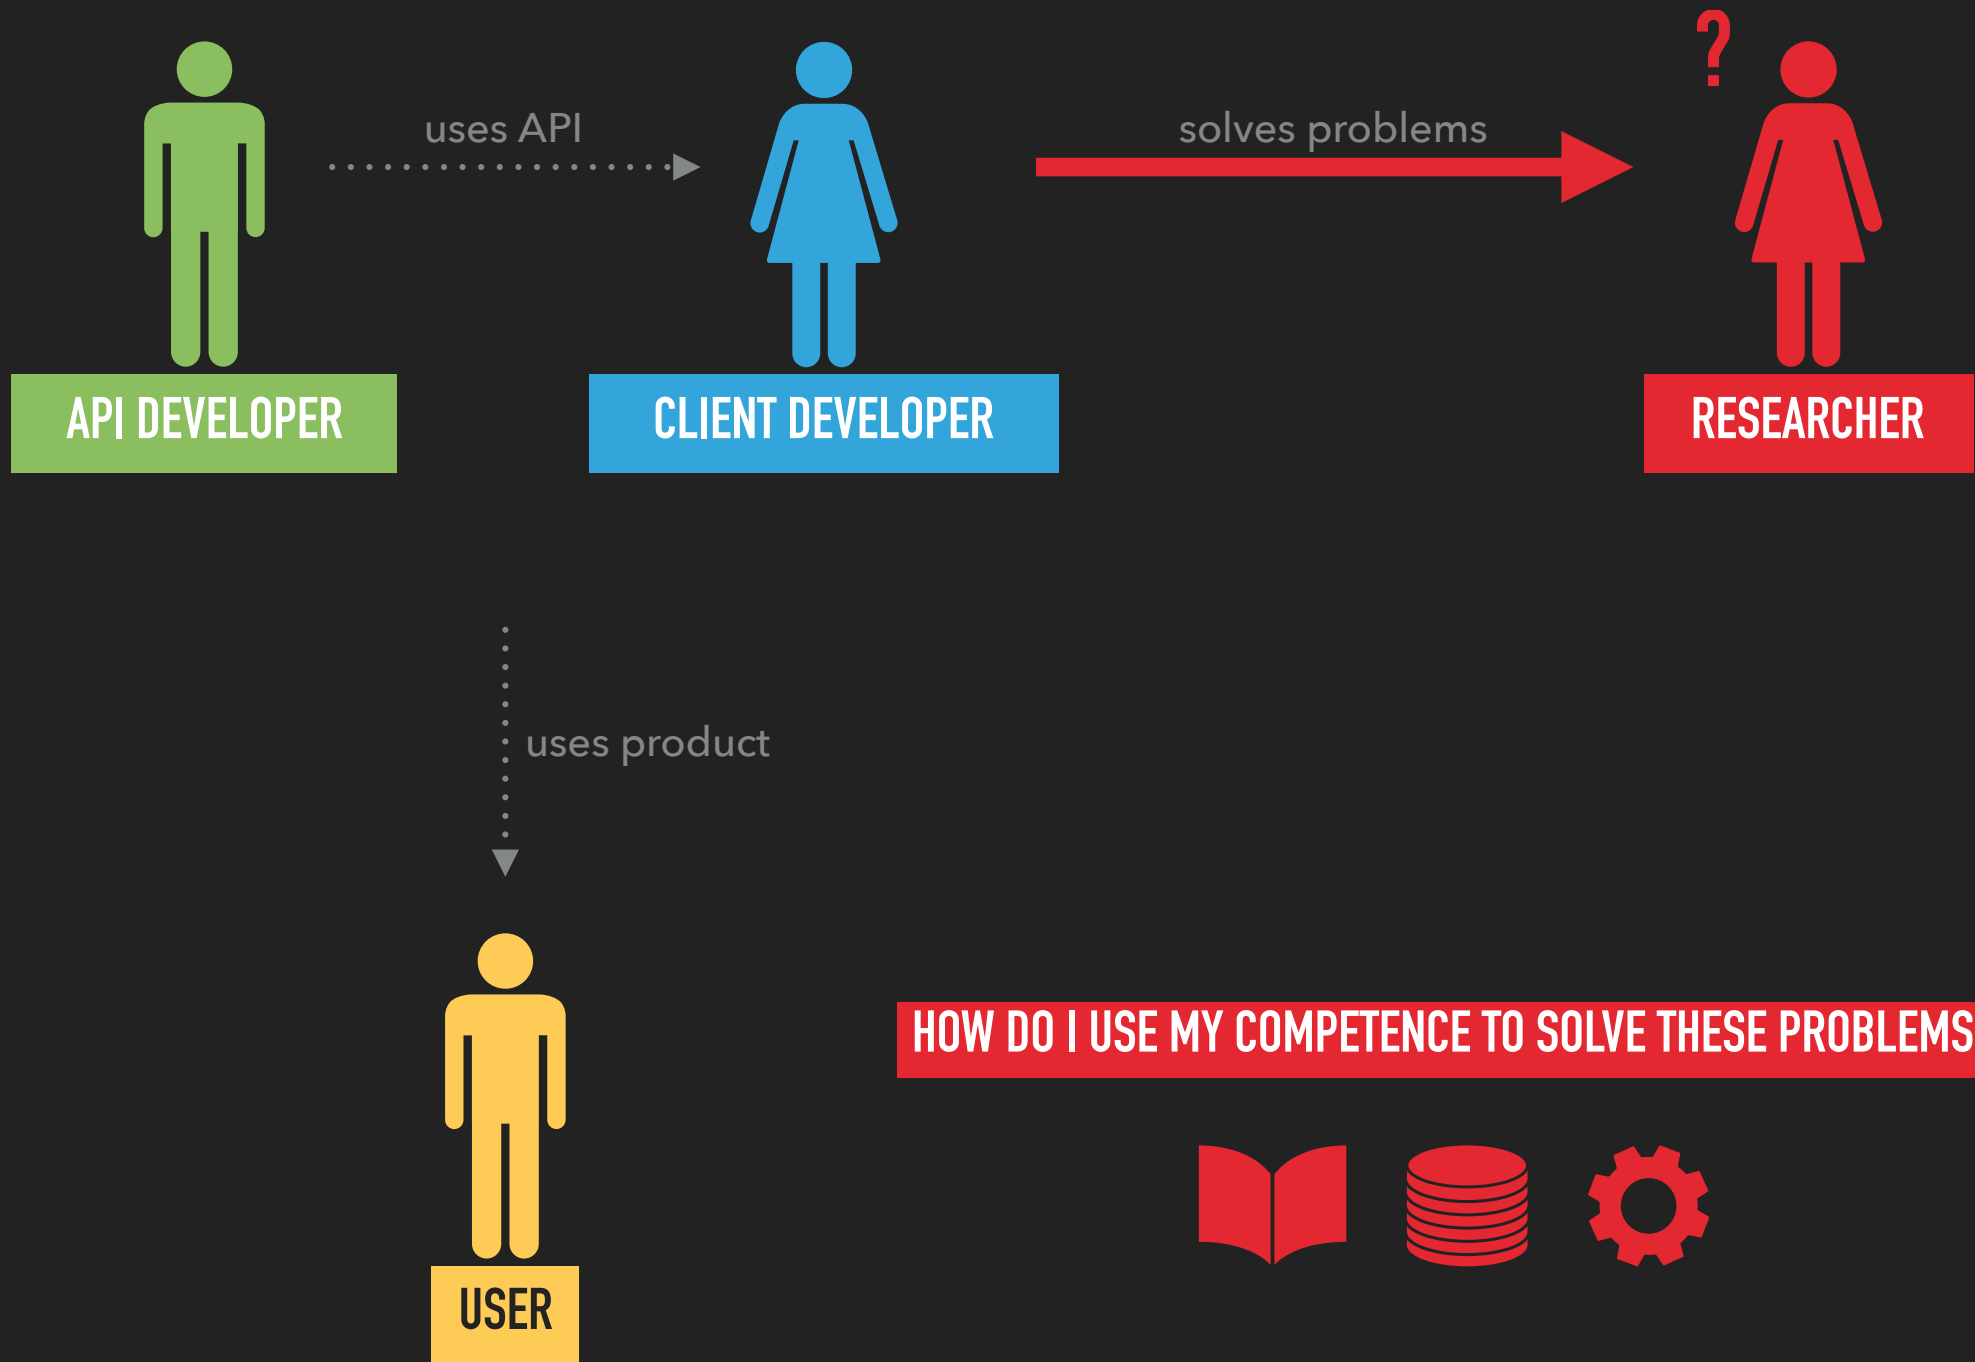 ?
uses API
solves problems
API DEVELOPER
CLIENT DEVELOPER
RESEARCHER
uses product
HOW DO I USE MY COMPETENCE TO SOLVE THESE PROBLEMS
USER